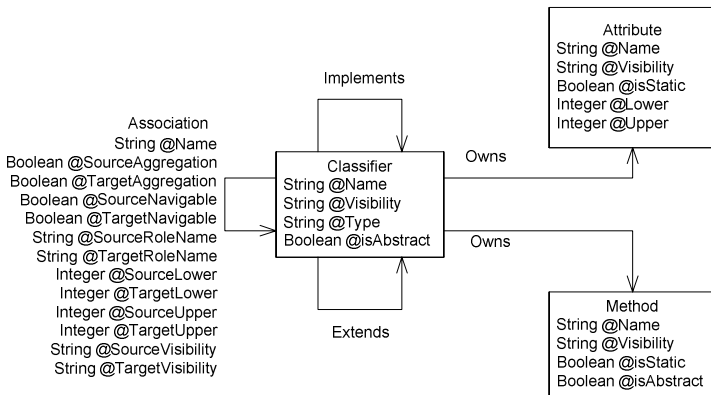 Implements
Association
String @Name
Boolean @SourceAggregation
Boolean @TargetAggregation
Boolean @SourceNavigable
Boolean @TargetNavigable
String @SourceRoleName
String @TargetRoleName
Integer @SourceLower
Integer @TargetLower
Integer @SourceUpper
Integer @TargetUpper
String @SourceVisibility
String @TargetVisibility
Classifier
String @Name
String @Visibility
String @Type
Boolean @isAbstract
Extends
Owns
Attribute
String @Name
String @Visibility
Boolean @isStatic
Integer @Lower
Integer @Upper
Owns
Method
String @Name
String @Visibility
Boolean @isStatic
Boolean @isAbstract